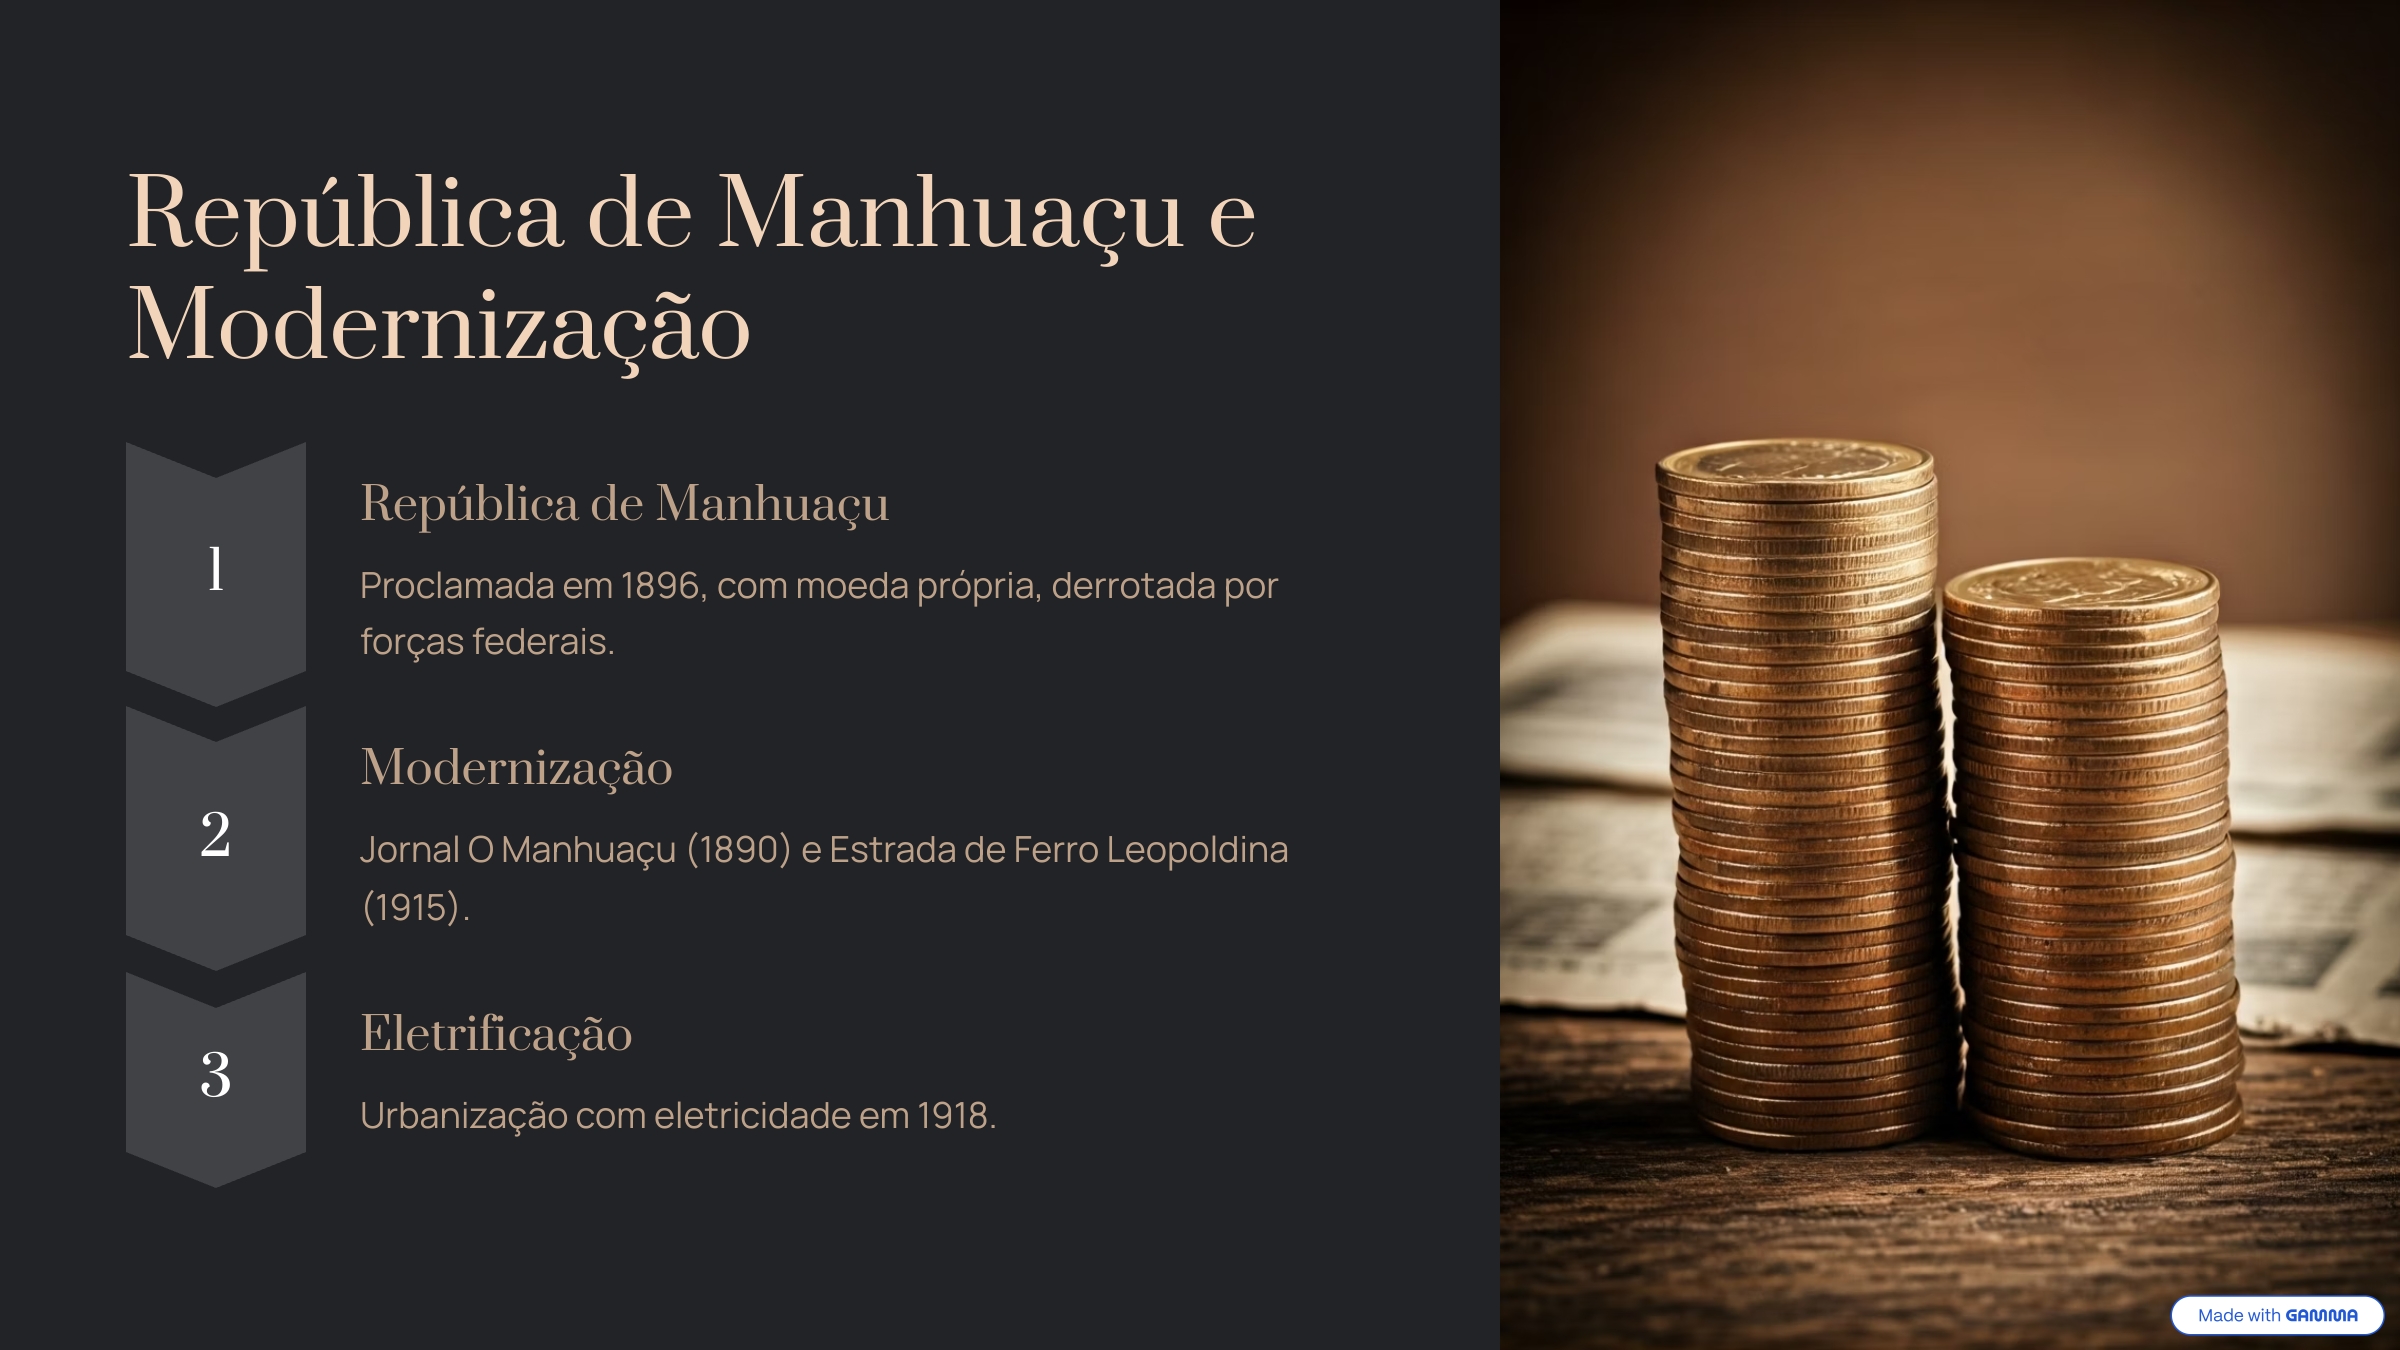 República de Manhuaçu e
Modernização
1
República de Manhuaçu
Proclamada em 1896, com moeda própria, derrotada por
forças federais.
2
Modernização
Jornal O Manhuaçu (1890) e Estrada de Ferro Leopoldina
(1915).
3
Eletrificação
Urbanização com eletricidade em 1918.
Made with GAMMA